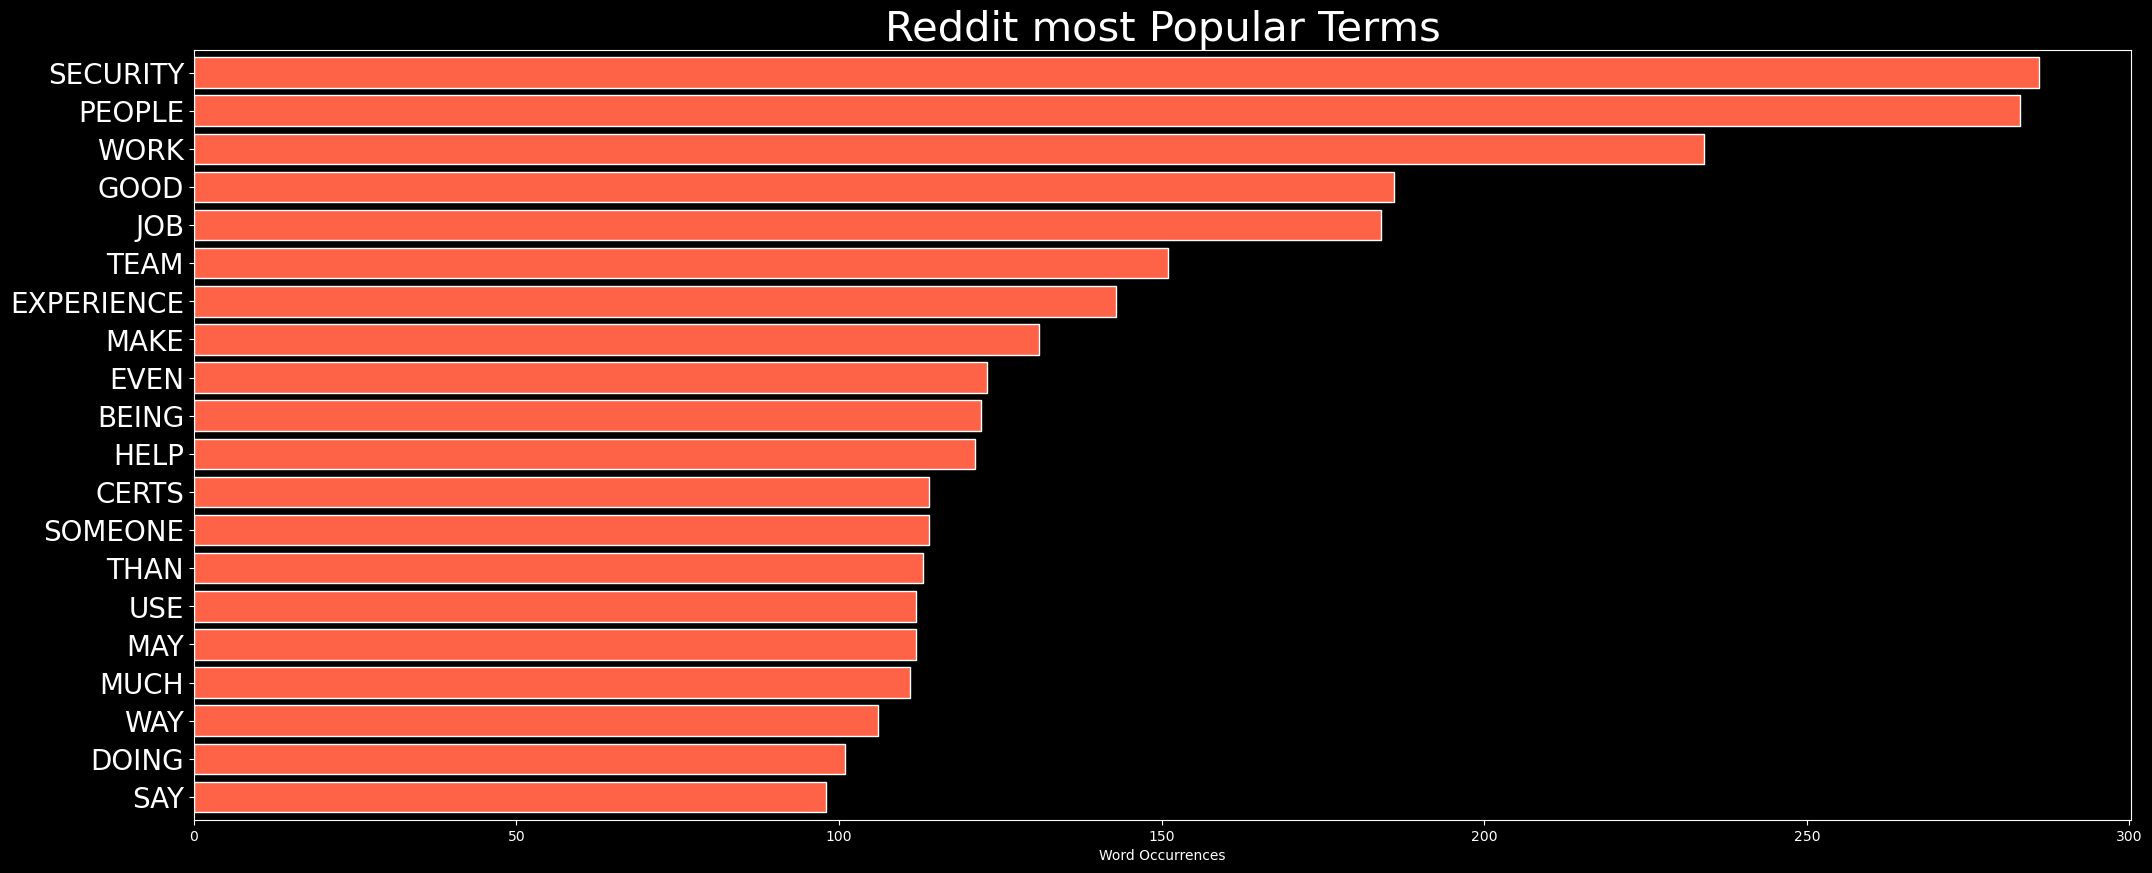 Reddit most Popular Terms
SECURITY
PEOPLE
WORK
GOOD
JOB
TEAM
EXPERIENCE
MAKE
EVEN
BEING
HELP
CERTS
SOMEONE
THAN
USE
MAY
MUCH
WAY
DOING
SAY
0 50 100 150 200 250 300
Word Occurrences